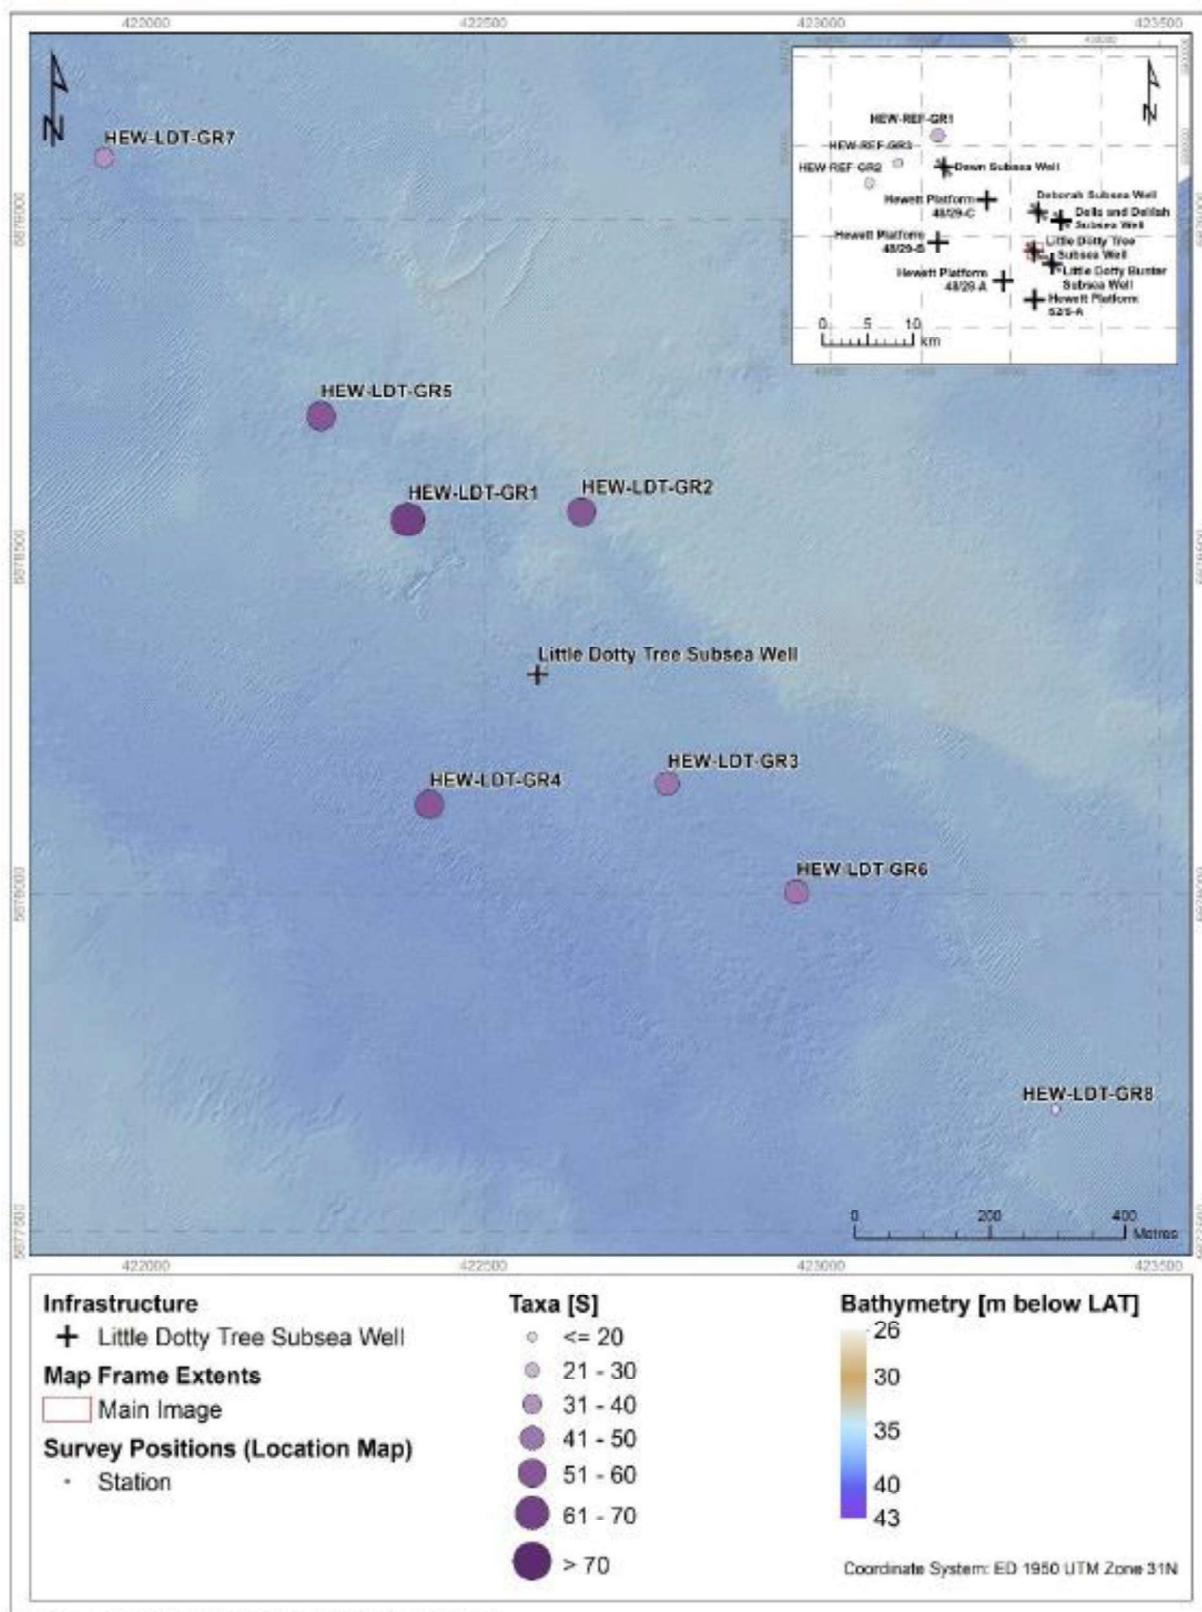 422000 422500 423000 423500
N
HEW-LDT-GR7
HEW-REF-GR1
HEW-REF-GR3
HEW-REF-GR2
Dawn Subsea Well
Hewett Platform
48/29-C
Deborah Subsea Well
Della and Delilah
Subsea Well
Hewett Platform
48/29-B
Little Dotty Tree
Subsea Well
Hewett Platform
48/29-A
Little Dotty Bunter
Subsea Well
Hewett Platform
52/5-A
0 5 10
km
N
5879000
HEW-LDT-GR5
HEW-LDT-GR1
HEW-LDT-GR2
5878500
Little Dotty Tree Subsea Well
HEW-LDT-GR3
HEW-LDT-GR4
HEW-LDT-GR6
5878000
HEW-LDT-GR8
5877500
0 200 400
Metres
422000 422500 423000 423500
Infrastructure
Little Dotty Tree Subsea Well
Map Frame Extents
Main Image
Survey Positions (Location Map)
Station
Taxa [S]
<= 20
21 - 30
31 - 40
41 - 50
51 - 60
61 - 70
> 70
Bathymetry [m below LAT]
26
30
35
40
43
Coordinate System: ED 1950 UTM Zone 31N